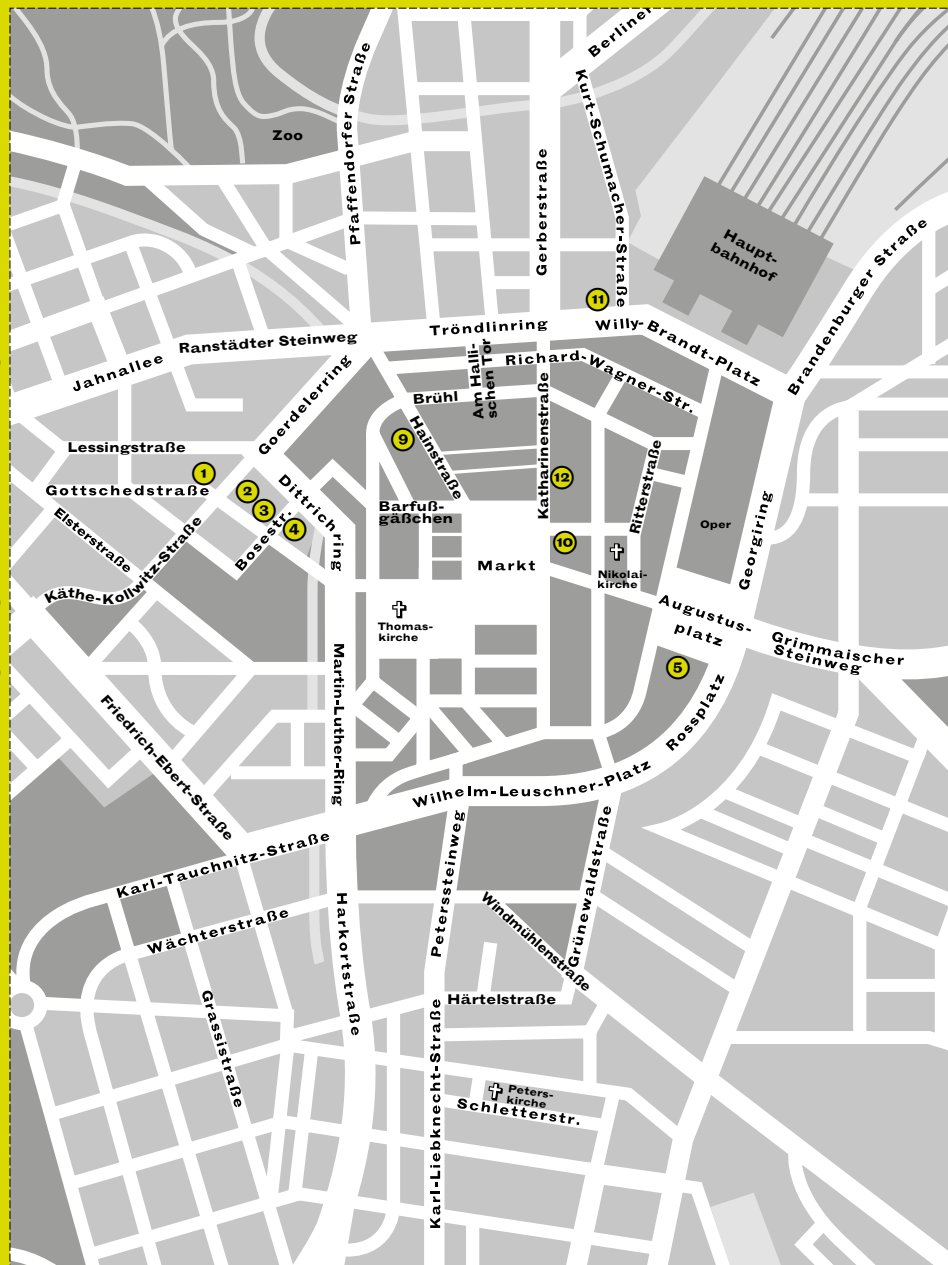 Berliner
Kurt-Schumacher-Straße
Pfaffendorfer Straße
Zoo
Gerberstraße
Haupt-
bahnhof
Brandenburger Straße
11
Tröndlinring
Willy-Brandt-Platz
Ranstädter Steinweg
Jahnallee
Am Halli-
schen Tor
Richard-Wagner-Str.
Goerdelerring
Brühl
Hainstraße
Katharinenstraße
9
Lessingstraße
1
12
Gottschedstraße
2
3
4
Dittrichring
Bosestr.
Barfuß-
gäßchen
Ritterstraße
Oper
Georgiring
Elsterstraße
Käthe-Kollwitz-Straße
10
Markt
Nikolai-
kirche
Thomas-
kirche
Augustus-
platz
Grimmaischer
Steinweg
5
Martin-Luther-Ring
Rossplatz
Friedrich-Ebert-Straße
Wilhelm-Leuschner-Platz
Karl-Tauchnitz-Straße
Peterssteinweg
Grünewaldstraße
Wächterstraße
Harkortstraße
Windmühlenstraße
Härtelstraße
Grassistraße
Karl-Liebknecht-Straße
Peters-
kirche
Schletterstr.